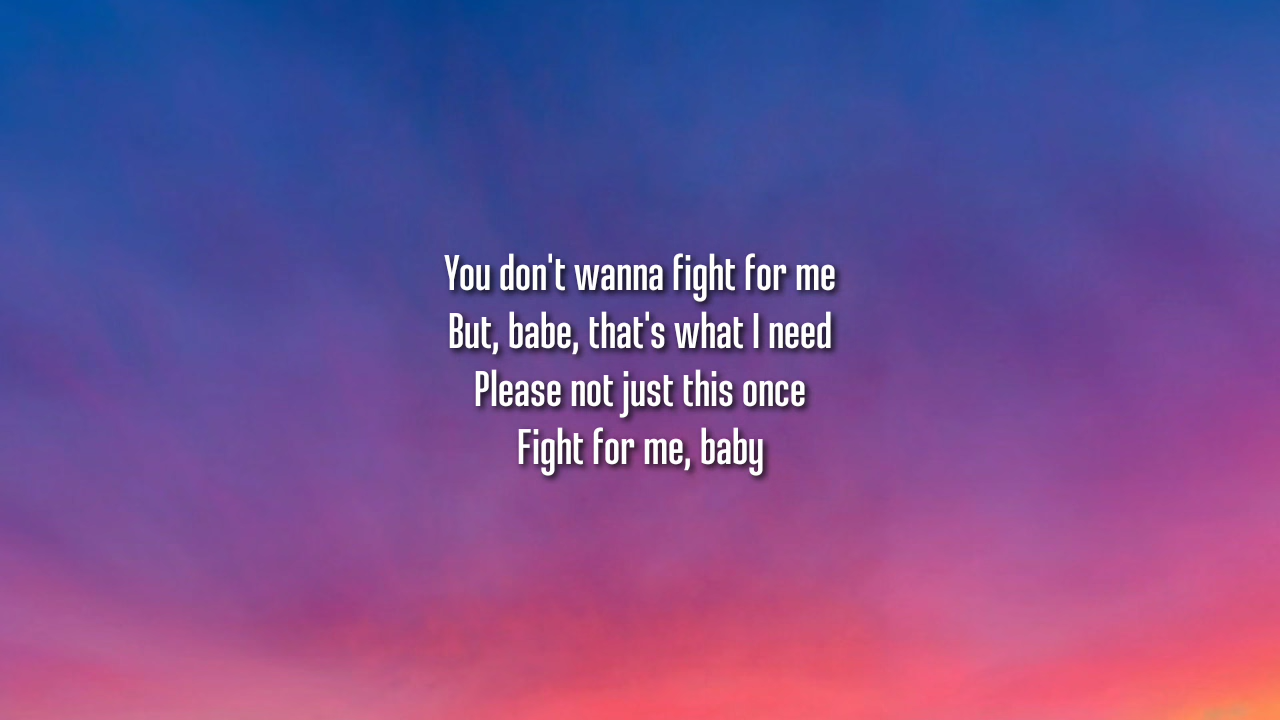 You don't wanna fight for me
But, babe, that's what I need
Please not just this once
Fight for me, baby